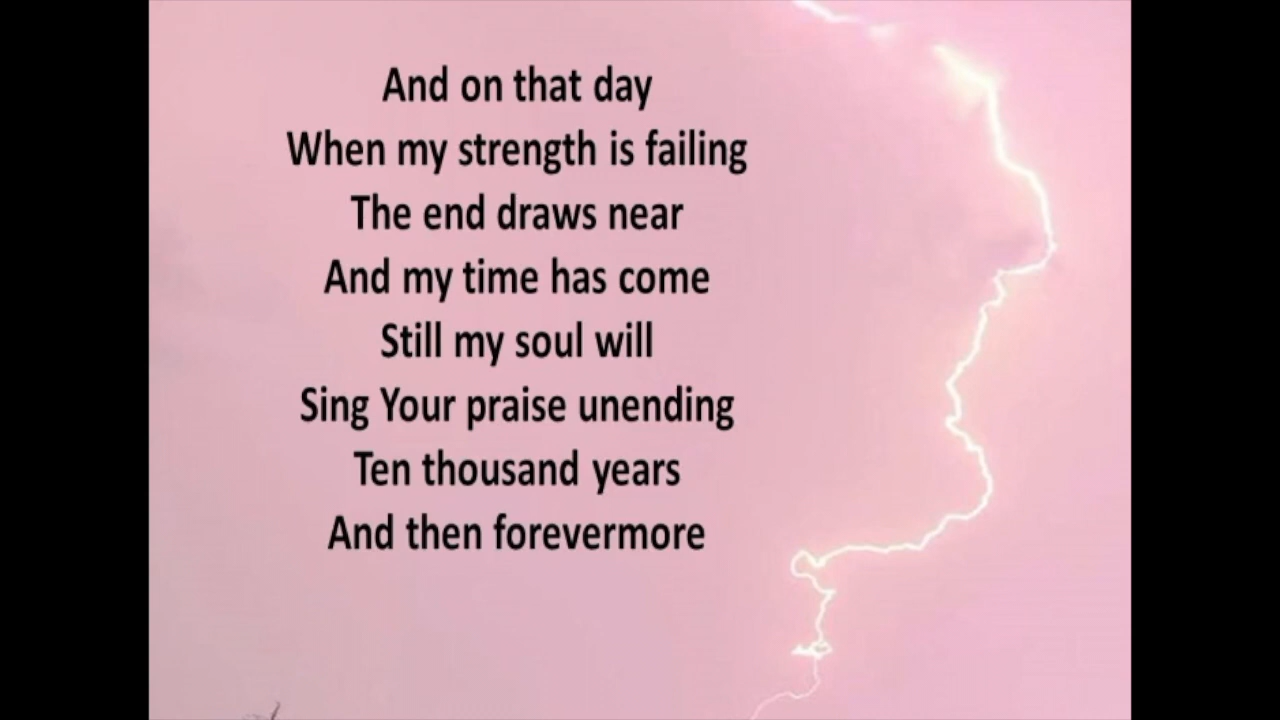 And on that day
When my strength is failing
The end draws near
And my time has come
Still my soul will
Sing Your praise unending
Ten thousand years
And then forevermore